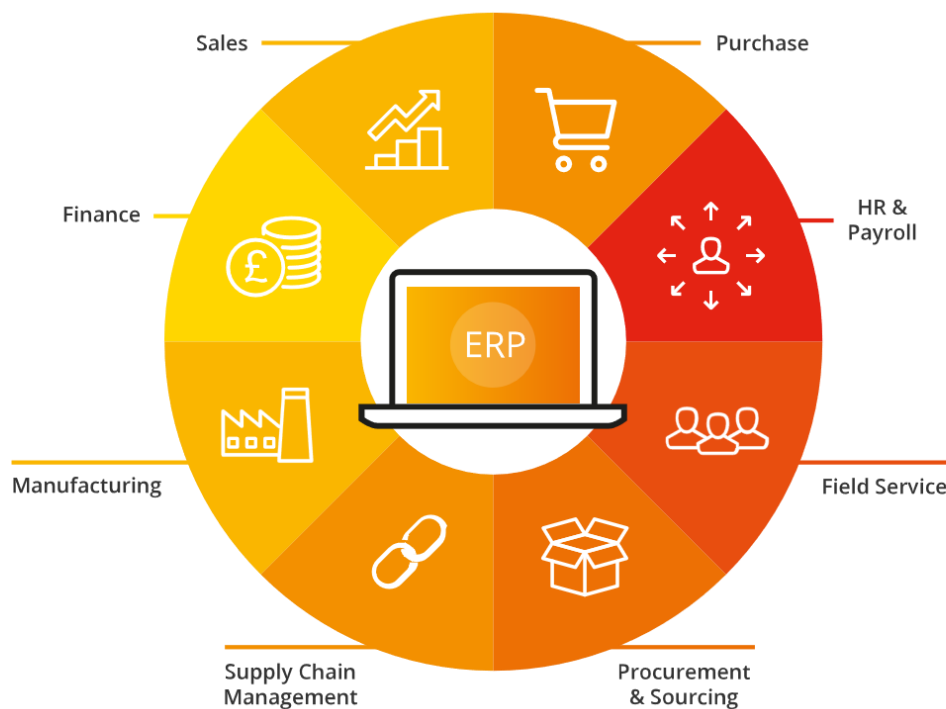 Sales
Purchase
Finance
HR &
Payroll
£
ERP
Manufacturing
Field Service
Supply Chain
Management
Procurement
& Sourcing